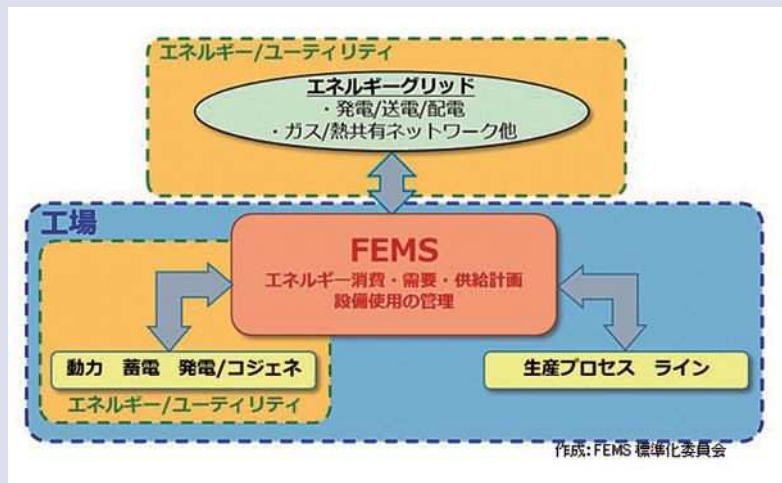 エネルギー/ユーティリティ
エネルギーグリッド
・発電/送電/配電
・ガス/熱共有ネットワーク他
工場
FEMS
エネルギー消費・需要・供給計画
設備使用の管理
動力 蓄電 発電/コジェネ
生産プロセス ライン
エネルギー/ユーティリティ
作成:FEMS標準化委員会